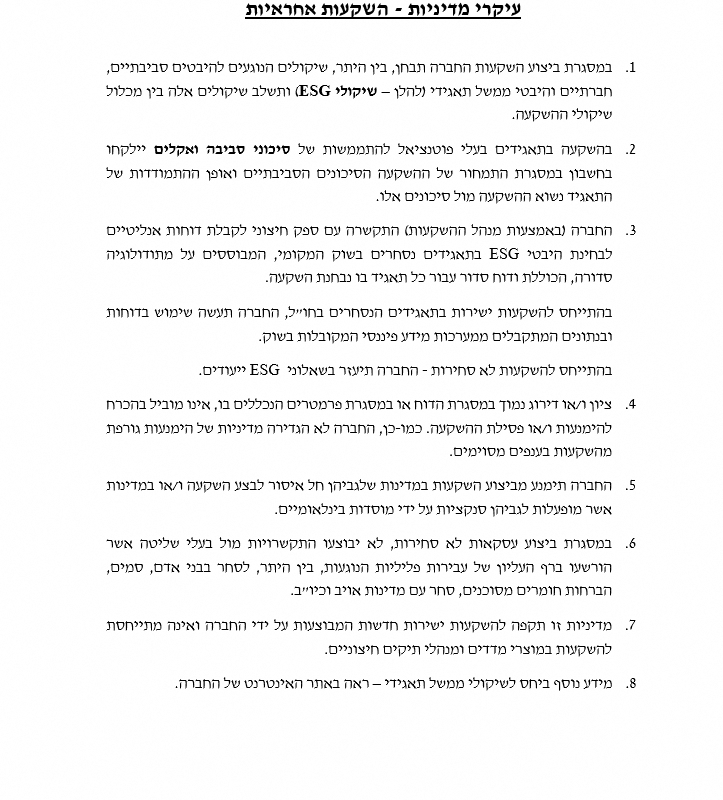 עיקרי מדיניות - השקעות אחראיות
1. במסגרת ביצוע השקעות החברה תבחן, בין היתר, שיקולים הנוגעים להיבטים סביבתיים,
חברתיים והיבטי ממשל תאגידי (להלן – שיקולי ESG) ותשלב שיקולים אלה בין מכלול
שיקולי ההשקעה.
2. בהשקעה בתאגידים בעלי פוטנציאל להתממשות של סיכוני סביבה ואקלים יילקחו
בחשבון במסגרת התמחור של ההשקעה הסיכונים הסביבתיים ואופן ההתמודדות של
התאגיד נשוא ההשקעה מול סיכונים אלו.
3. החברה (באמצעות מנהל ההשקעות) התקשרה עם ספק חיצוני לקבלת דוחות אנליטיים
לבחינת היבטי ESG בתאגידים נסחרים בשוק המקומי, המבוססים על מתודולוגיה
סדורה, הכוללת ודוח סדור עבור כל תאגיד בו נבחנת השקעה.
בהתייחס להשקעות ישירות בתאגידים הנסחרים בחו״ל, החברה תעשה שימוש בדוחות
ובנתונים המתקבלים ממערכות מידע פיננסי המקובלות בשוק.
בהתייחס להשקעות לא סחירות - החברה תיעזר בשאלוני ESG ייעודים.
4. ציון ו/או דירוג נמוך במסגרת הדוח או במסגרת פרמטרים הנכללים בו, אינו מוביל בהכרח
להימנעות ו/או פסילת ההשקעה. כמו-כן, החברה לא הגדירה מדיניות של הימנעות גורפת
מהשקעות בענפים מסוימים.
5. החברה תימנע מביצוע השקעות במדינות שלגביהן חל איסור לבצע השקעה ו/או במדינות
אשר מופעלות לגביהן סנקציות על ידי מוסדות בינלאומיים.
6. במסגרת ביצוע עסקאות לא סחירות, לא יבוצעו התקשרויות מול בעלי שליטה אשר
הורשעו ברף העליון של עבירות פליליות הנוגעות, בין היתר, לסחר בבני אדם, סמים,
הברחות חומרים מסוכנים, סחר עם מדינות אויב וכיו״ב.
7. מדיניות זו תקפה להשקעות ישירות חדשות המבוצעות על ידי החברה ואינה מתייחסת
להשקעות במוצרי מדדים ומנהלי תיקים חיצוניים.
8. מידע נוסף ביחס לשיקולי ממשל תאגידי – ראה באתר האינטרנט של החברה.